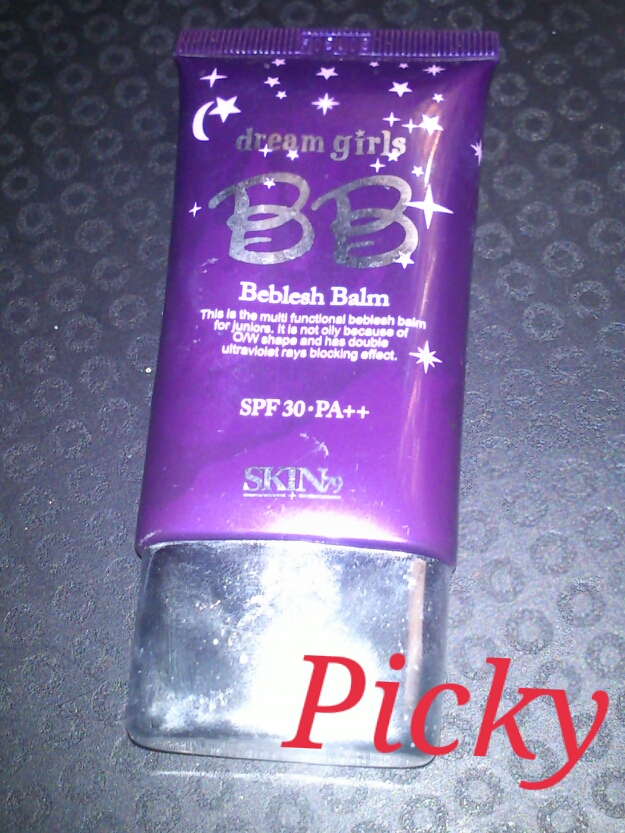 dream girls
BB
Beblesh Balm
This is the multi functional beblesh balm
for juniors. It is not oily because of
O/W shape and has double
ultraviolet rays blocking effect.
SPF 30·PA++
SKIN79
Picky